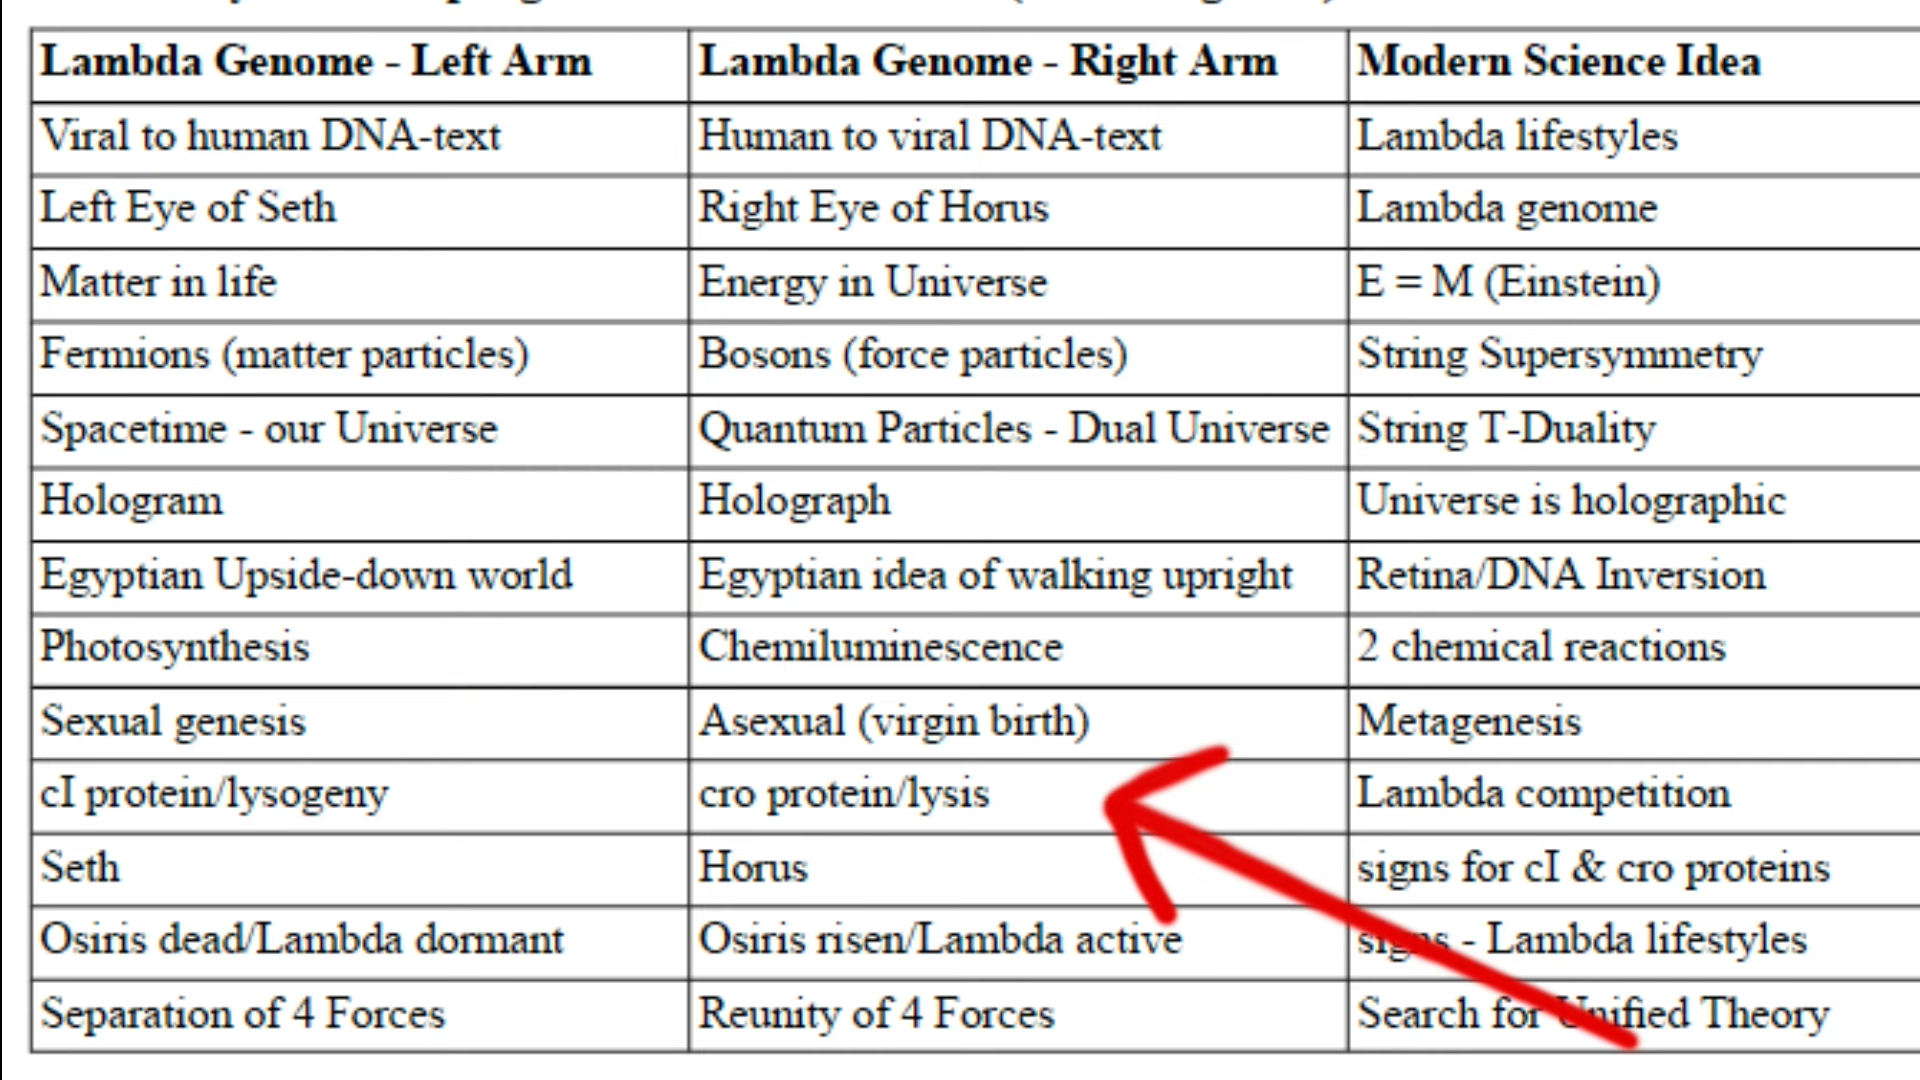 Lambda Genome - Left Arm Lambda Genome - Right Arm Modern Science Idea
Viral to human DNA-text Human to viral DNA-text Lambda lifestyles
Left Eye of Seth Right Eye of Horus Lambda genome
Matter in life Energy in Universe E = M (Einstein)
Fermions (matter particles) Bosons (force particles) String Supersymmetry
Spacetime - our Universe Quantum Particles - Dual Universe String T-Duality
Hologram Holograph Universe is holographic
Egyptian Upside-down world Egyptian idea of walking upright Retina/DNA Inversion
Photosynthesis Chemiluminescence 2 chemical reactions
Sexual genesis Asexual (virgin birth) Metagenesis
cI protein/lysogeny cro protein/lysis Lambda competition
Seth Horus signs for cI & cro proteins
Osiris dead/Lambda dormant Osiris risen/Lambda active signs - Lambda lifestyles
Separation of 4 Forces Reunity of 4 Forces Search for Unified Theory